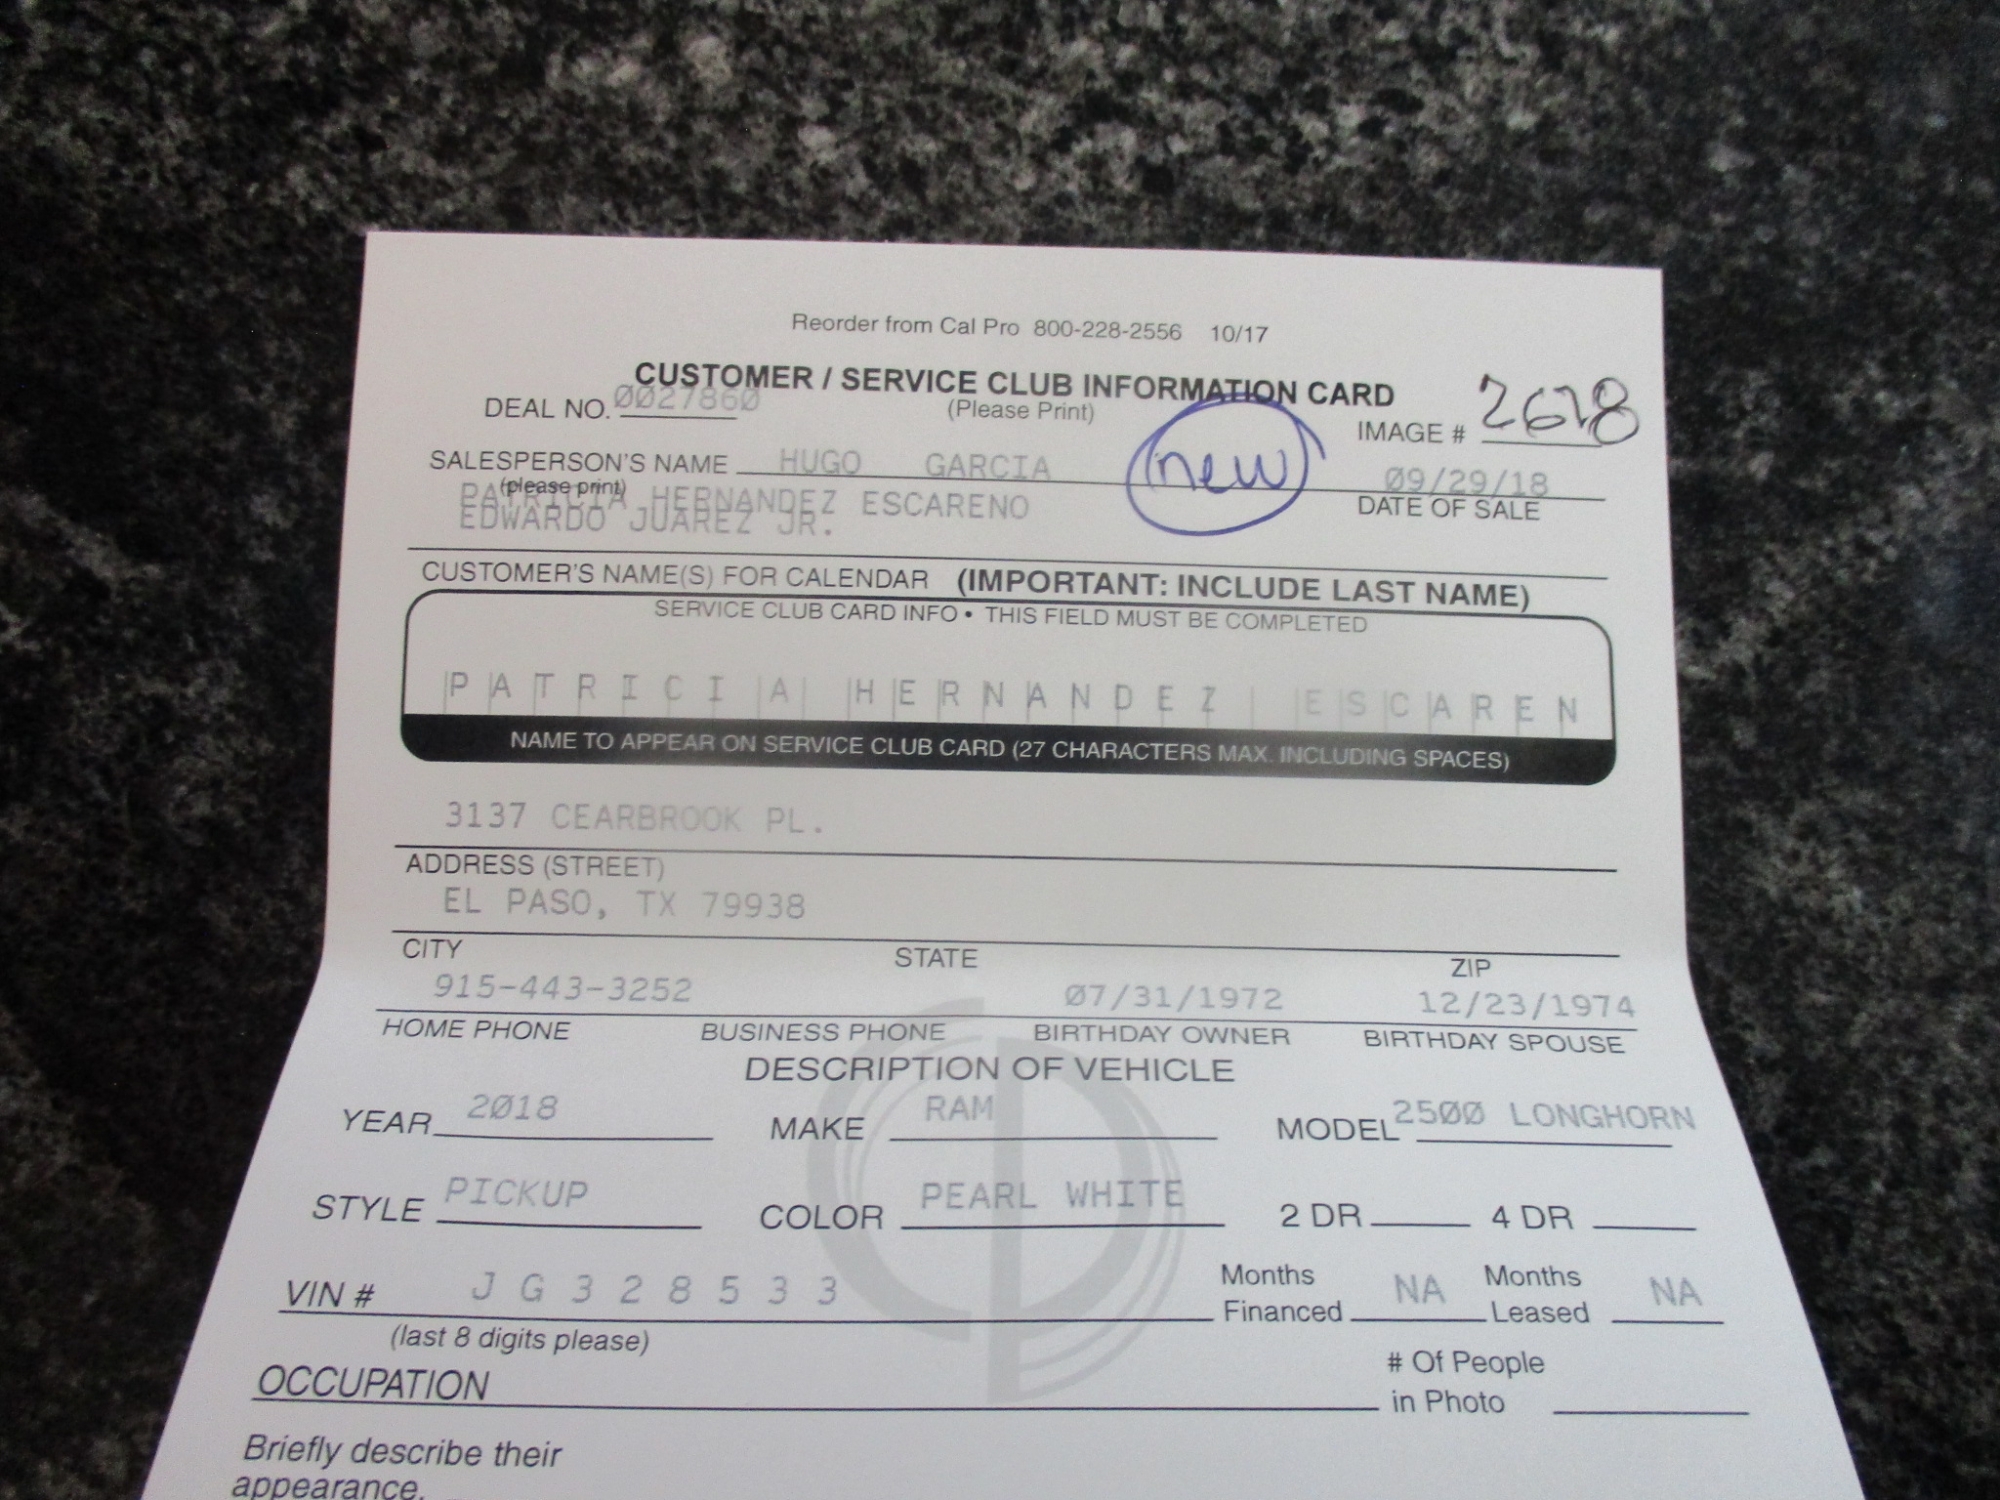 Reorder from Cal Pro 800-228-2556 10/17
CUSTOMER / SERVICE CLUB INFORMATION CARD
DEAL NO. 0027860 (Please Print) IMAGE # 2678
SALESPERSON'S NAME HUGO GARCIA new 09/29/18
(please print) DATE OF SALE
PATRICIA HERNANDEZ ESCARENO
EDWARDO JUAREZ JR.
CUSTOMER'S NAME(S) FOR CALENDAR (IMPORTANT: INCLUDE LAST NAME)
SERVICE CLUB CARD INFO • THIS FIELD MUST BE COMPLETED
PATRICIA HERNANDEZ ESCAREN
NAME TO APPEAR ON SERVICE CLUB CARD (27 CHARACTERS MAX. INCLUDING SPACES)
3137 CEARBROOK PL.
ADDRESS (STREET)
EL PASO, TX 79938
CITY STATE ZIP
915-443-3252 07/31/1972 12/23/1974
HOME PHONE BUSINESS PHONE BIRTHDAY OWNER BIRTHDAY SPOUSE
DESCRIPTION OF VEHICLE
YEAR 2018 MAKE RAM MODEL 2500 LONGHORN
STYLE PICKUP COLOR PEARL WHITE 2 DR 4 DR
VIN # JG328533 Months Financed NA Months Leased NA
(last 8 digits please)
OCCUPATION # Of People in Photo
Briefly describe their
appearance.